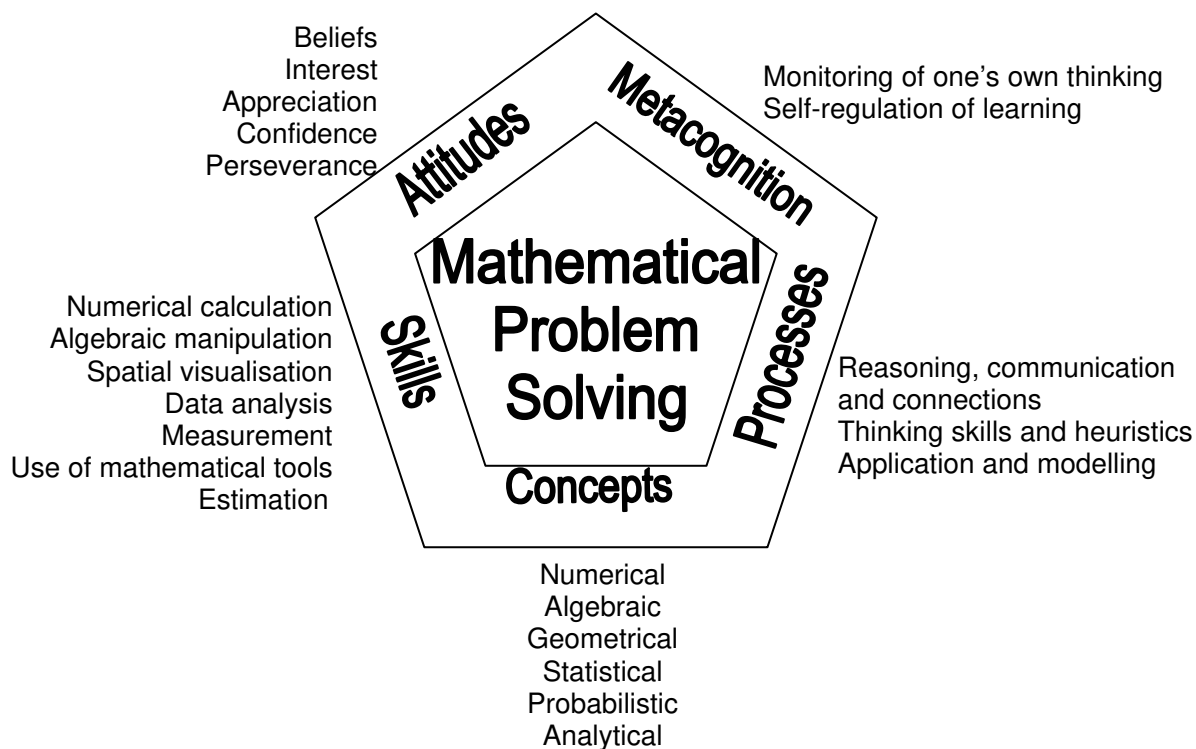 Beliefs
Interest
Appreciation
Confidence
Perseverance
Attitudes
Metacognition
Monitoring of one's own thinking
Self-regulation of learning
Mathematical
Problem
Solving
Numerical calculation
Algebraic manipulation
Spatial visualisation
Data analysis
Measurement
Use of mathematical tools
Estimation
Skills
Processes
Reasoning, communication
and connections
Thinking skills and heuristics
Application and modelling
Concepts
Numerical
Algebraic
Geometrical
Statistical
Probabilistic
Analytical